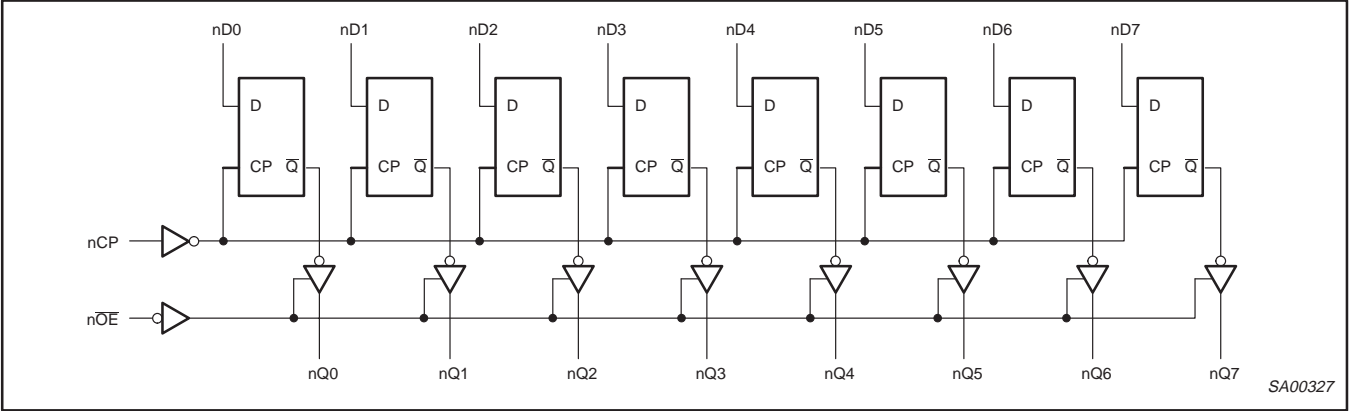 nD0 nD1 nD2 nD3 nD4 nD5 nD6 nD7
D D D D D D D D
CP Q̅ CP Q̅ CP Q̅ CP Q̅ CP Q̅ CP Q̅ CP Q̅ CP Q̅
nCP
nO̅E̅
nQ0 nQ1 nQ2 nQ3 nQ4 nQ5 nQ6 nQ7
SA00327